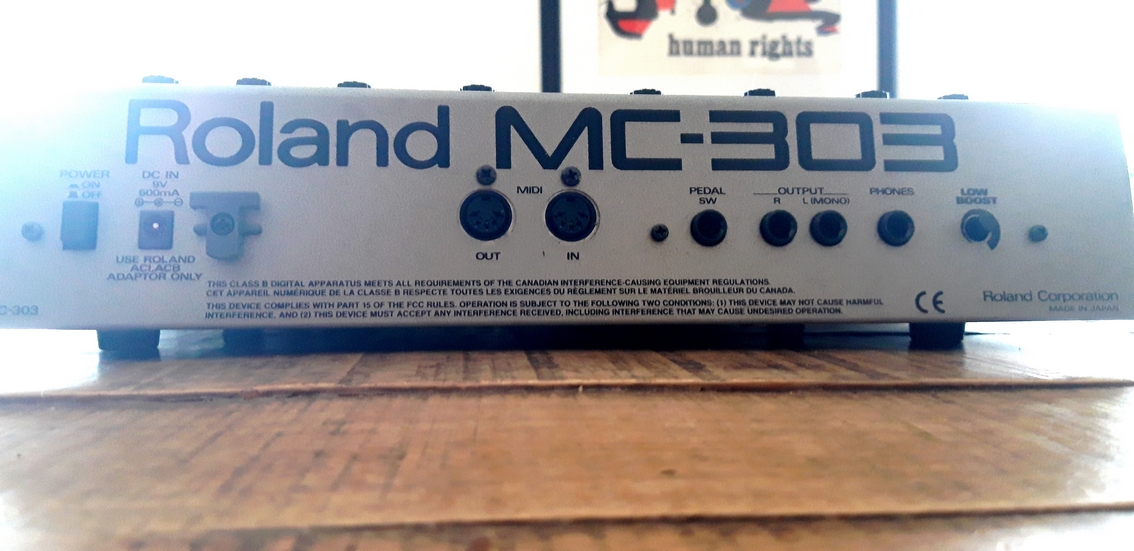 human rights
Roland MC-303
POWER
ON
OFF
DC IN
9V
500mA
USE ROLAND
ACI,ACB
ADAPTOR ONLY
MIDI
OUT
IN
PEDAL
SW
OUTPUT
R
L (MONO)
PHONES
LOW
BOOST
THIS CLASS B DIGITAL APPARATUS MEETS ALL REQUIREMENTS OF THE CANADIAN INTERFERENCE-CAUSING EQUIPMENT REGULATIONS.
CET APPAREIL NUMÉRIQUE DE LA CLASSE B RESPECTE TOUTES LES EXIGENCES DU RÈGLEMENT SUR LE MATÉRIEL BROUILLEUR DU CANADA.
THIS DEVICE COMPLIES WITH PART 15 OF THE FCC RULES. OPERATION IS SUBJECT TO THE FOLLOWING TWO CONDITIONS: (1) THIS DEVICE MAY NOT CAUSE HARMFUL
INTERFERENCE, AND (2) THIS DEVICE MUST ACCEPT ANY INTERFERENCE RECEIVED, INCLUDING INTERFERENCE THAT MAY CAUSE UNDESIRED OPERATION.
C-303
CE
Roland Corporation
MADE IN JAPAN